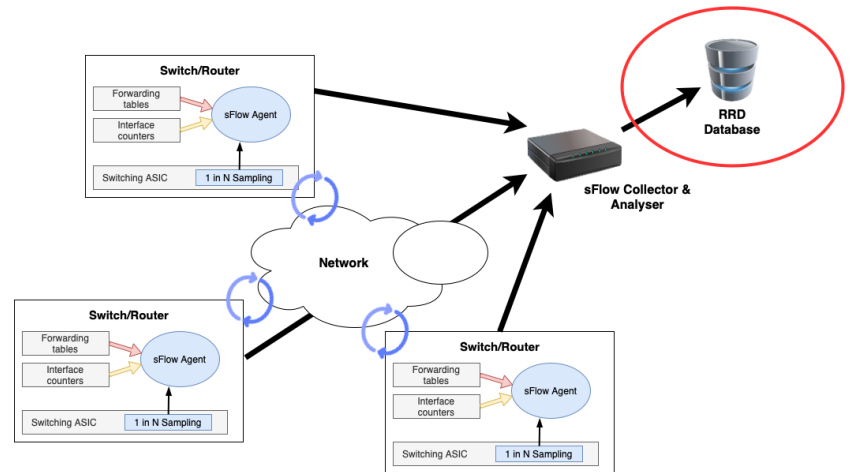 Switch/Router
Forwarding
tables
Interface
counters
sFlow Agent
Switching ASIC
1 in N Sampling
RRD
Database
sFlow Collector &
Analyser
Network
Switch/Router
Forwarding
tables
Interface
counters
sFlow Agent
Switching ASIC
1 in N Sampling
Switch/Router
Forwarding
tables
Interface
counters
sFlow Agent
Switching ASIC
1 in N Sampling